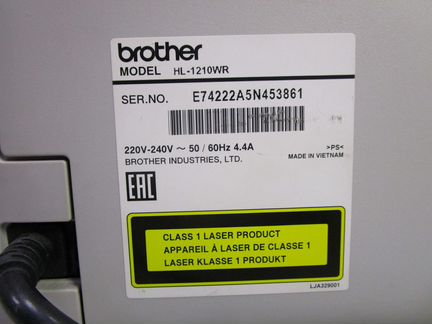 brother
MODEL HL-1210WR
SER.NO. E74222A5N453861
220V-240V ~ 50 / 60Hz 4.4A >PS<
BROTHER INDUSTRIES, LTD. MADE IN VIETNAM
EAC
CLASS 1 LASER PRODUCT
APPAREIL À LASER DE CLASSE 1
LASER KLASSE 1 PRODUKT
LJA329001